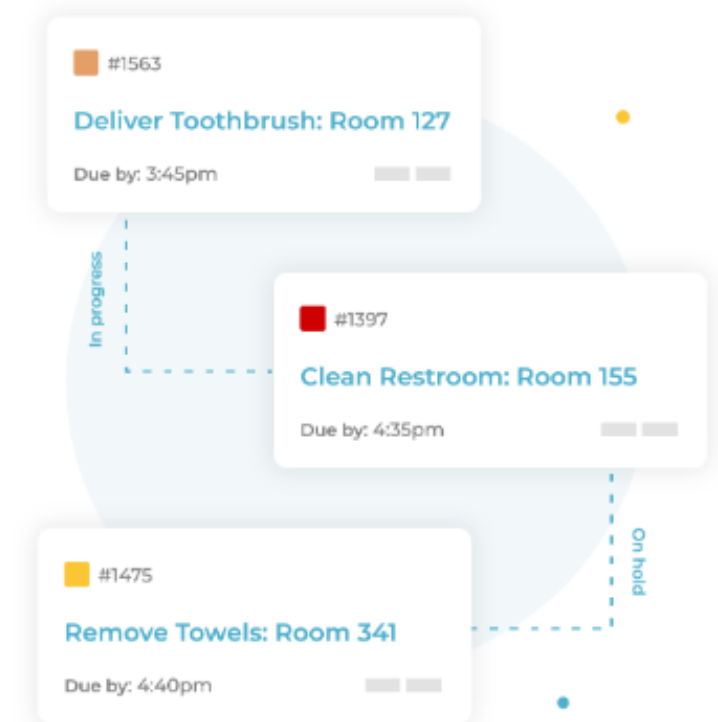 #1563
Deliver Toothbrush: Room 127
Due by: 3:45pm
In progress
#1397
Clean Restroom: Room 155
Due by: 4:35pm
On hold
#1475
Remove Towels: Room 341
Due by: 4:40pm